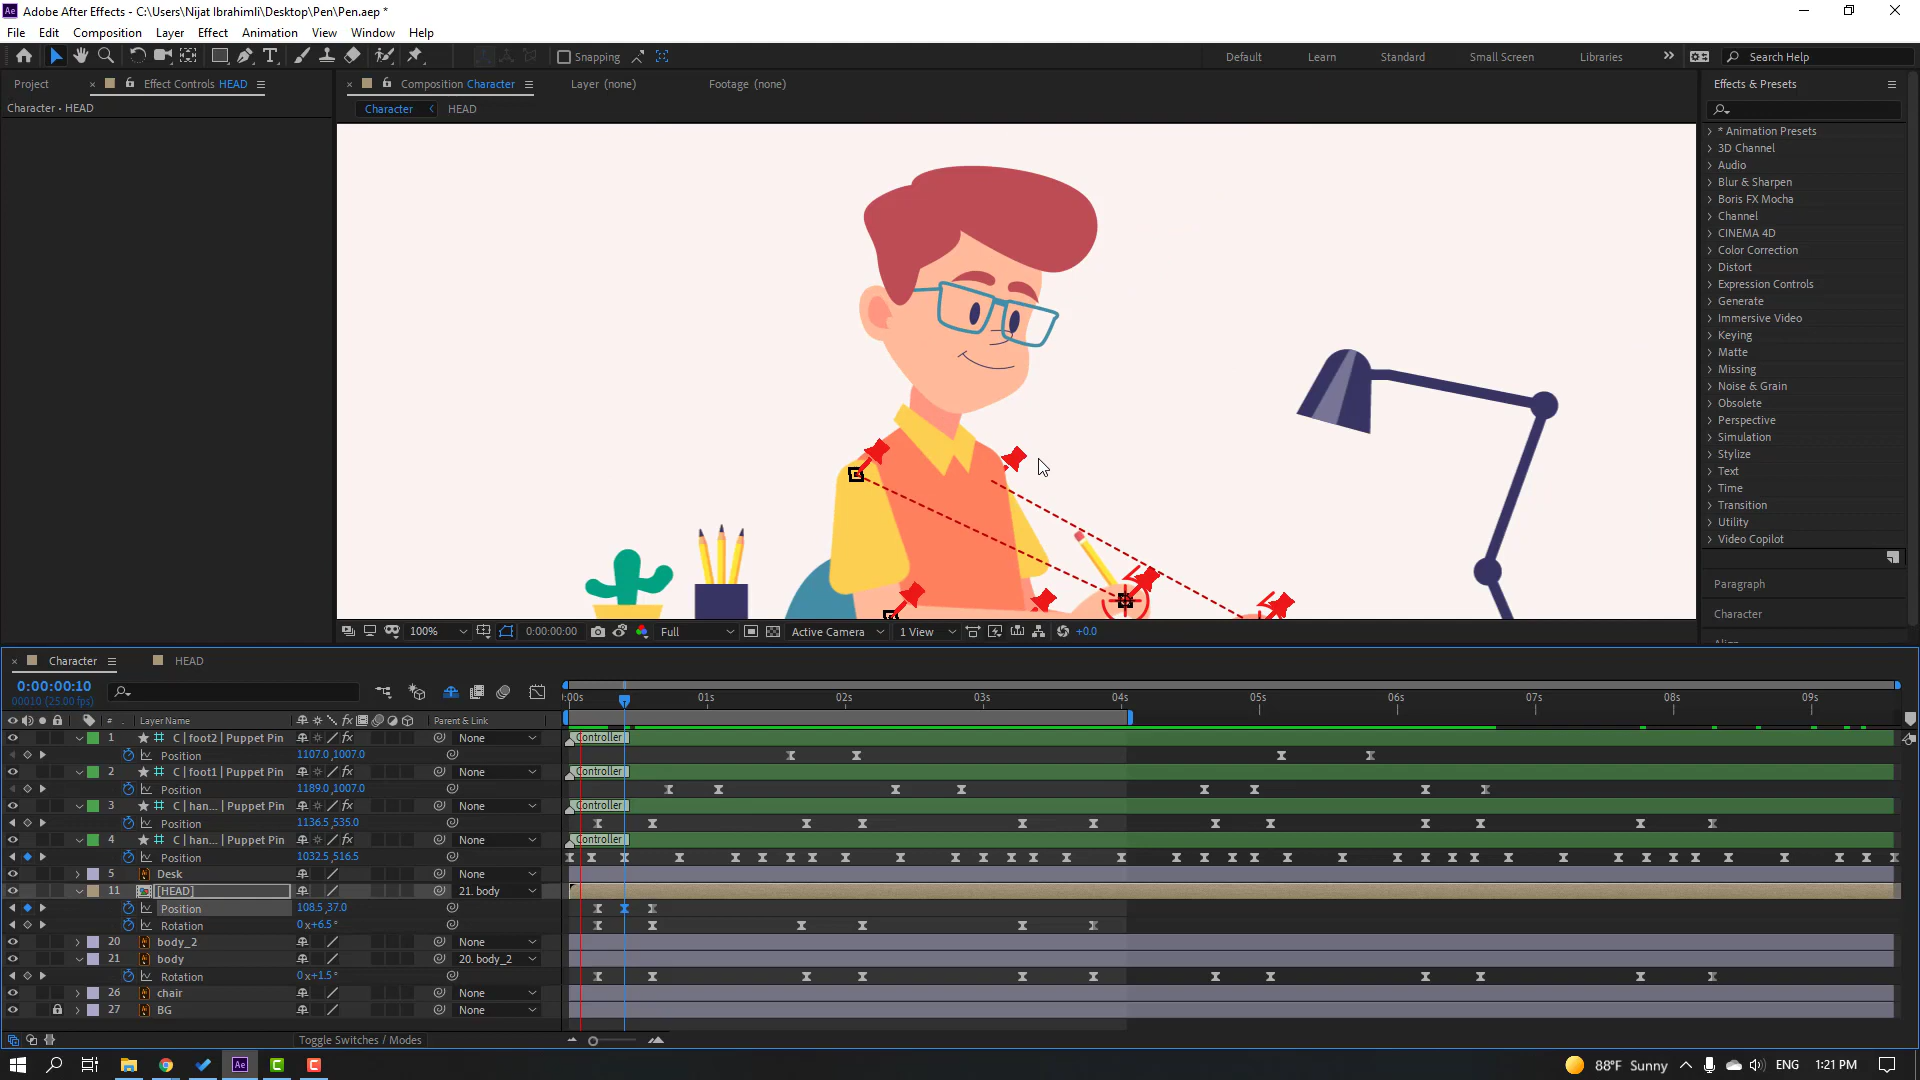 Adobe After Effects - C:\Users\Nijat Ibrahimli\Desktop\Pen\Pen.aep *
File Edit Composition Layer Effect Animation View Window Help
Snapping Default Learn Standard Small Screen Libraries Search Help
Project Effect Controls HEAD Composition Character Layer (none) Footage (none) Effects & Presets
Character • HEAD
Character HEAD
* Animation Presets
3D Channel
Audio
Blur & Sharpen
Boris FX Mocha
Channel
CINEMA 4D
Color Correction
Distort
Expression Controls
Generate
Immersive Video
Keying
Matte
Missing
Noise & Grain
Obsolete
Perspective
Simulation
Stylize
Text
Time
Transition
Utility
Video Copilot
Paragraph
Character
100% 0:00:00:00 Full Active Camera 1 View +0.0
Character HEAD
0:00:00:10
00010 (25.00 fps)
:00s 01s 02s 03s 04s 05s 06s 07s 08s 09s
# Layer Name Parent & Link
1 C | foot2 | Puppet Pin None Controller
Position 1107.0,1007.0
2 C | foot1 | Puppet Pin None Controller
Position 1189.0,1007.0
3 C | han... | Puppet Pin None Controller
Position 1136.5,535.0
4 C | han... | Puppet Pin None Controller
Position 1032.5,516.5
5 Desk None
11 [HEAD] 21. body
Position 108.5,37.0
Rotation 0x+6.5°
20 body_2 None
21 body 20. body_2
Rotation 0x+1.5°
26 chair None
27 BG None
Toggle Switches / Modes
88°F Sunny ENG 1:21 PM